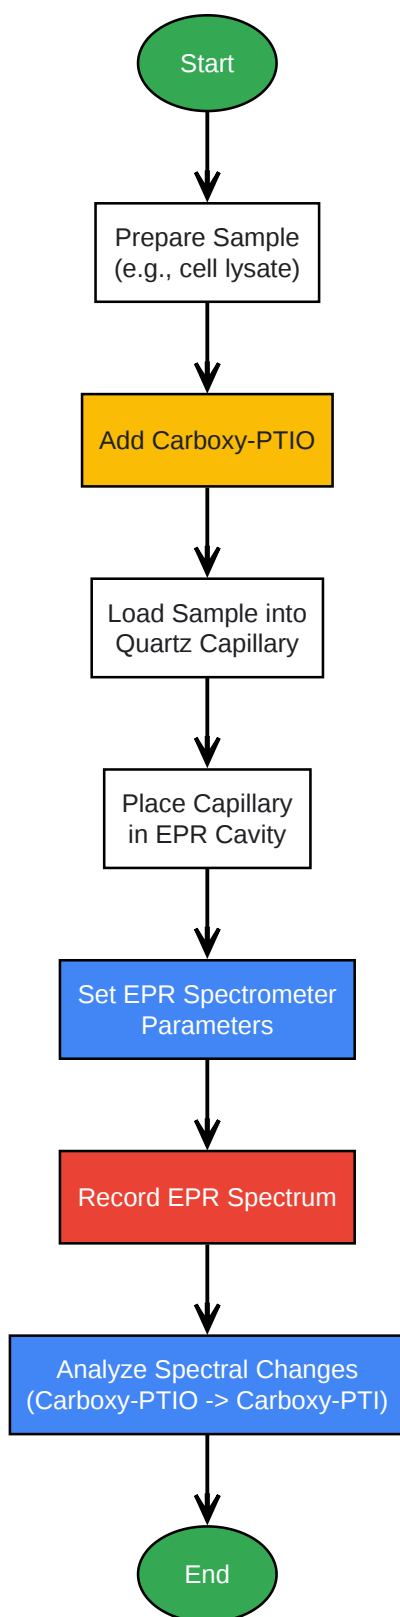 Start
Prepare Sample
(e.g., cell lysate)
Add Carboxy-PTIO
Load Sample into
Quartz Capillary
Place Capillary
in EPR Cavity
Set EPR Spectrometer
Parameters
Record EPR Spectrum
Analyze Spectral Changes
(Carboxy-PTIO -> Carboxy-PTI)
End